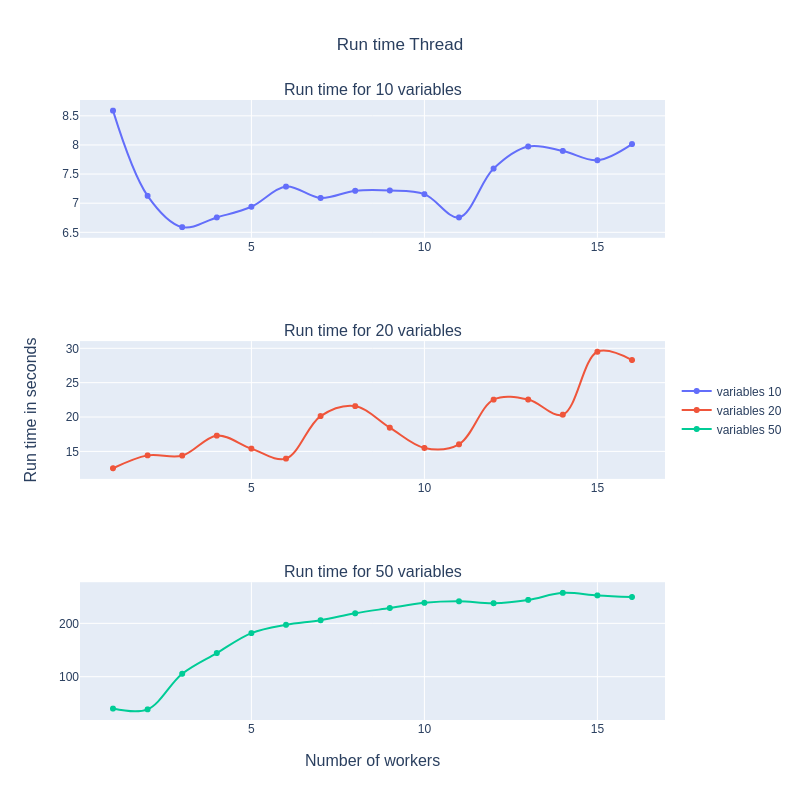 Run time Thread
Run time for 10 variables
8.5
8
7.5
7
6.5
5
10
15
Run time for 20 variables
30
25
20
15
5
10
15
Run time in seconds
variables 10
variables 20
variables 50
Run time for 50 variables
200
100
5
10
15
Number of workers